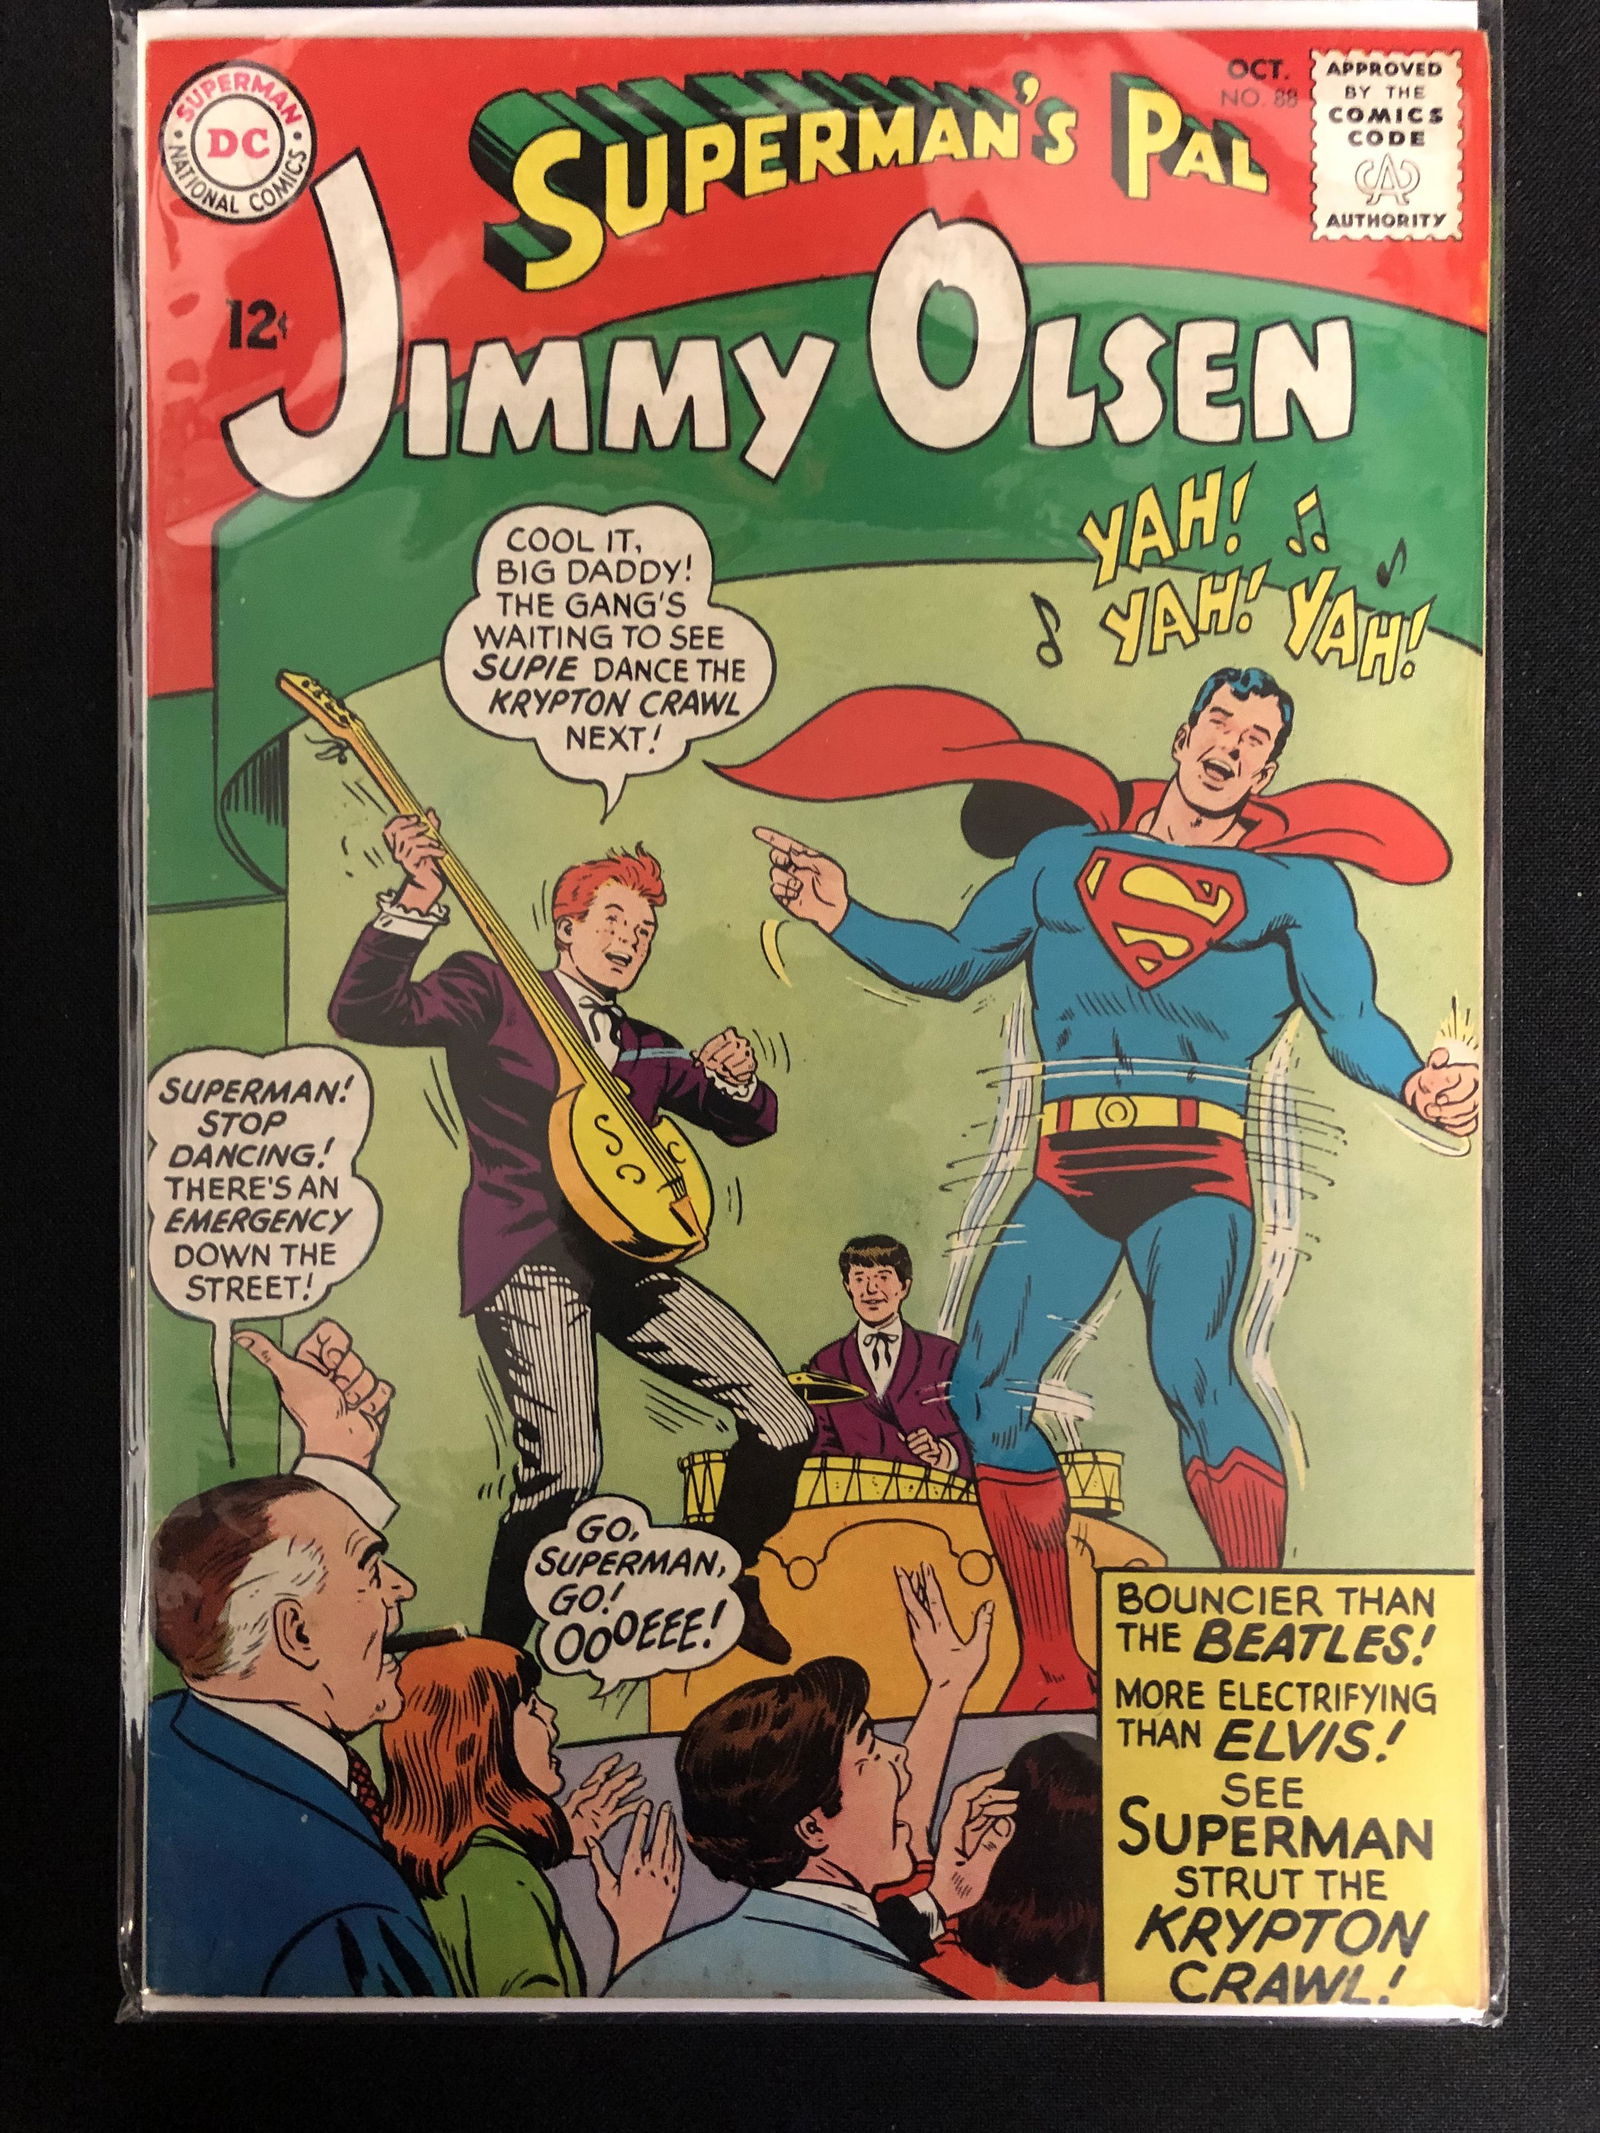 SUPERMAN
DC
NATIONAL COMICS
SUPERMAN'S PAL
JIMMY OLSEN
12¢
OCT.
NO. 88
APPROVED
BY THE
COMICS
CODE
CA
AUTHORITY
COOL IT,
BIG DADDY!
THE GANG'S
WAITING TO SEE
SUPIE DANCE THE
KRYPTON CRAWL
NEXT!
YAH!
YAH! YAH!
S
SUPERMAN!
STOP
DANCING!
THERE'S AN
EMERGENCY
DOWN THE
STREET!
GO,
SUPERMAN,
GO!
OOOEEE!
BOUNCIER THAN
THE BEATLES!
MORE ELECTRIFYING
THAN ELVIS!
SEE
SUPERMAN
STRUT THE
KRYPTON
CRAWL!